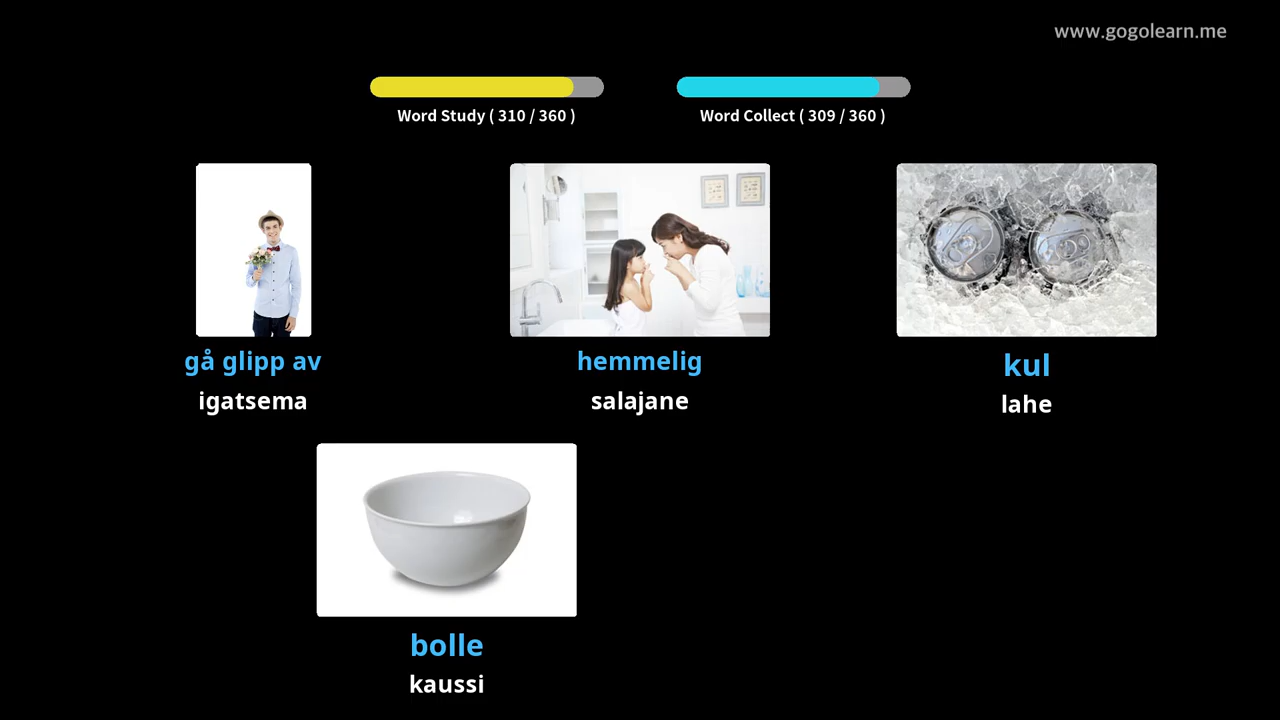 www.gogolearn.me
Word Study ( 310 / 360 )
Word Collect ( 309 / 360 )
gå glipp av
igatsema
hemmelig
salajane
kul
lahe
bolle
kaussi